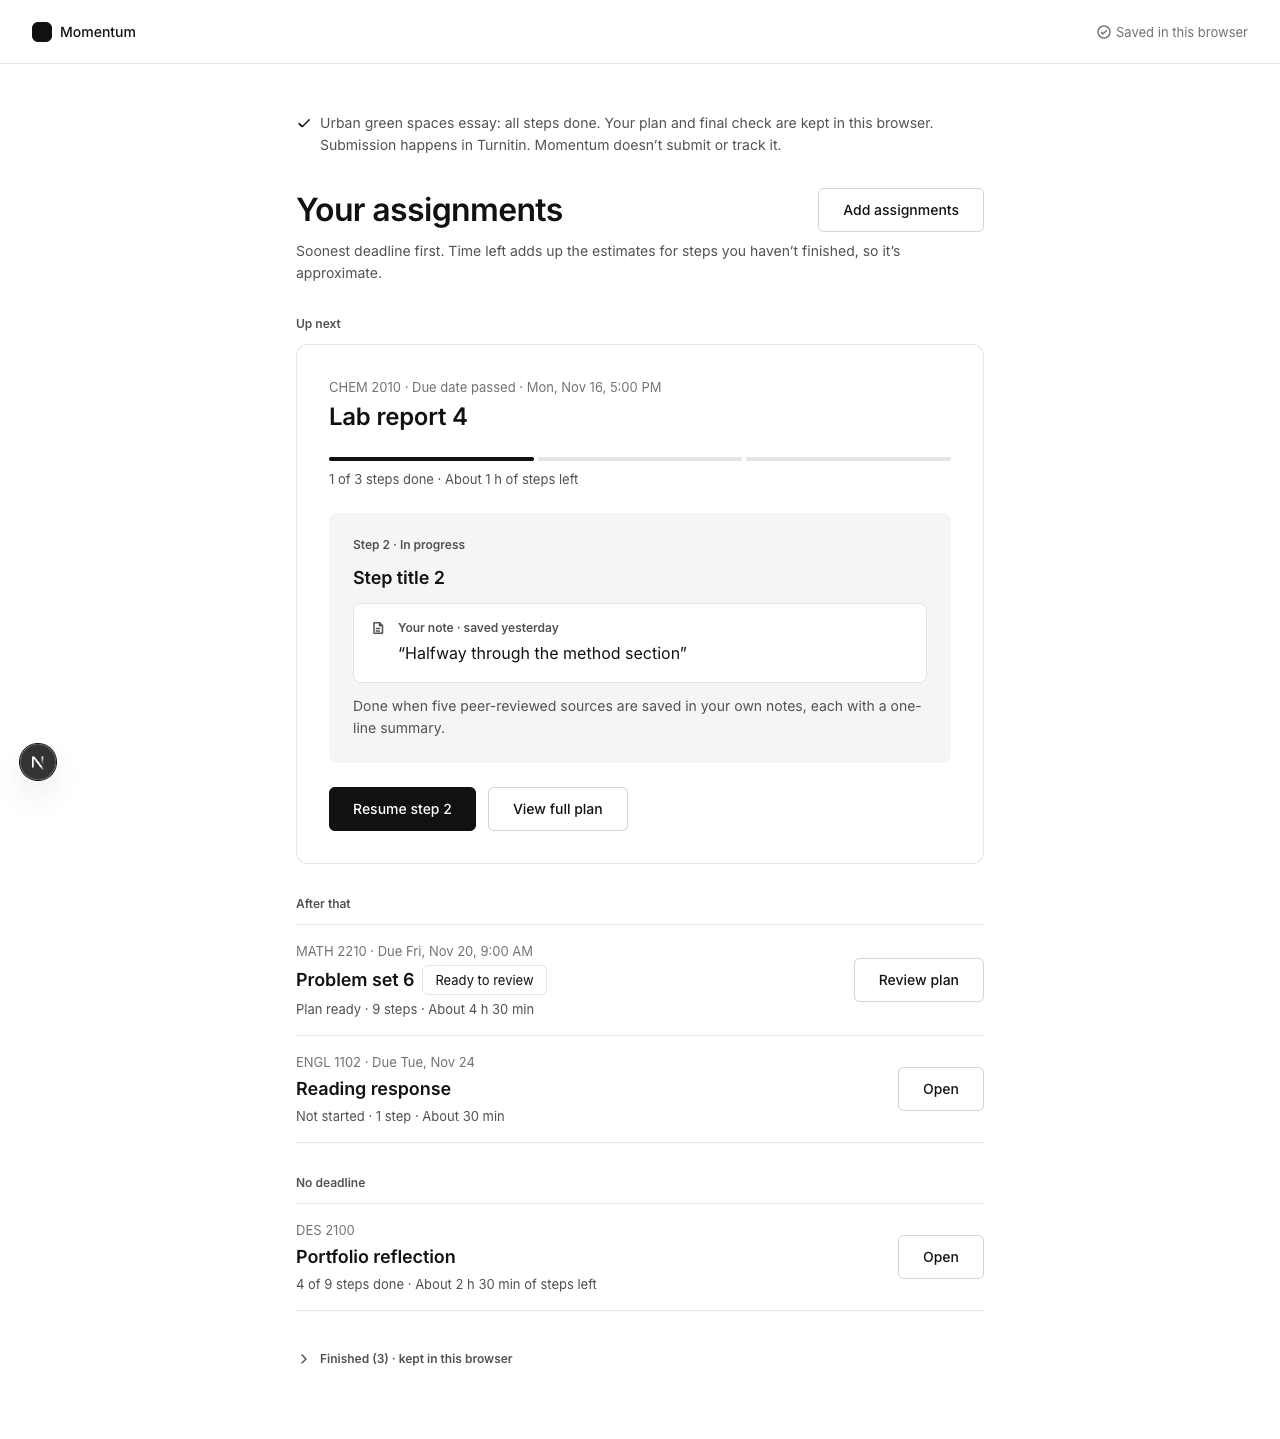 Momentum
Saved in this browser
Urban green spaces essay: all steps done. Your plan and final check are kept in this browser.
Submission happens in Turnitin. Momentum doesn’t submit or track it.
Your assignments
Add assignments
Soonest deadline first. Time left adds up the estimates for steps you haven’t finished, so it’s
approximate.
Up next
CHEM 2010 · Due date passed · Mon, Nov 16, 5:00 PM
Lab report 4
1 of 3 steps done · About 1 h of steps left
Step 2 · In progress
Step title 2
Your note · saved yesterday
“Halfway through the method section”
Done when five peer-reviewed sources are saved in your own notes, each with a one-
line summary.
Resume step 2
View full plan
After that
MATH 2210 · Due Fri, Nov 20, 9:00 AM
Problem set 6
Ready to review
Plan ready · 9 steps · About 4 h 30 min
Review plan
ENGL 1102 · Due Tue, Nov 24
Reading response
Not started · 1 step · About 30 min
Open
No deadline
DES 2100
Portfolio reflection
4 of 9 steps done · About 2 h 30 min of steps left
Open
Finished (3) · kept in this browser
N